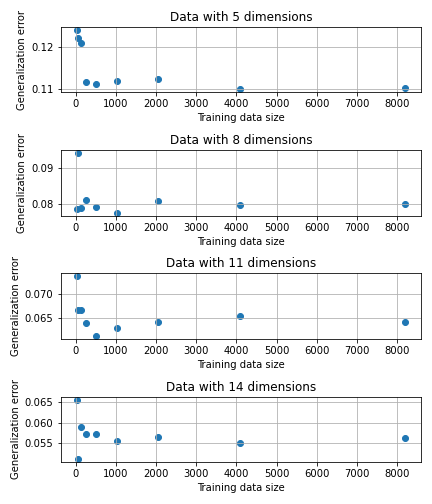 Data with 5 dimensions
Generalization error
0.12
0.11
0 1000 2000 3000 4000 5000 6000 7000 8000
Training data size
Data with 8 dimensions
Generalization error
0.09
0.08
0 1000 2000 3000 4000 5000 6000 7000 8000
Training data size
Data with 11 dimensions
Generalization error
0.070
0.065
0 1000 2000 3000 4000 5000 6000 7000 8000
Training data size
Data with 14 dimensions
Generalization error
0.065
0.060
0.055
0 1000 2000 3000 4000 5000 6000 7000 8000
Training data size